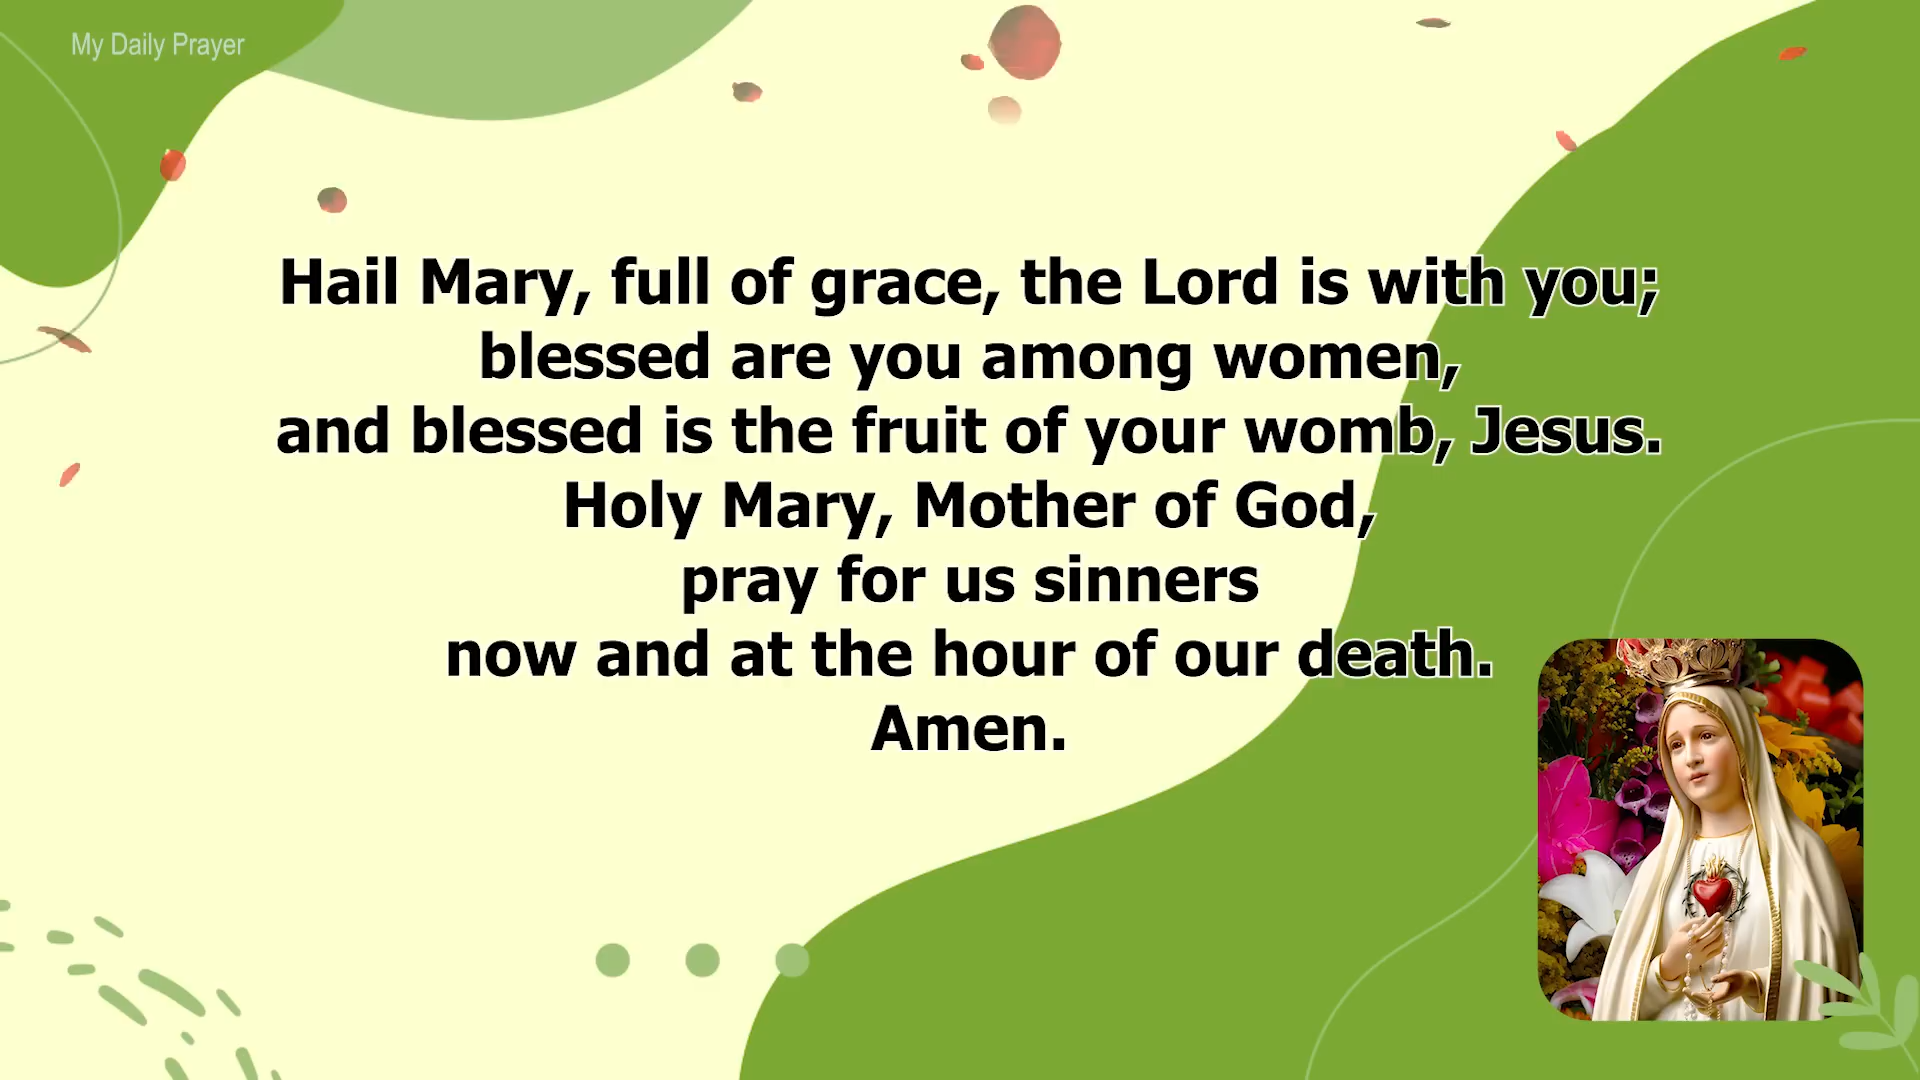 My Daily Prayer
Hail Mary, full of grace, the Lord is with you;
blessed are you among women,
and blessed is the fruit of your womb, Jesus.
Holy Mary, Mother of God,
pray for us sinners
now and at the hour of our death.
Amen.